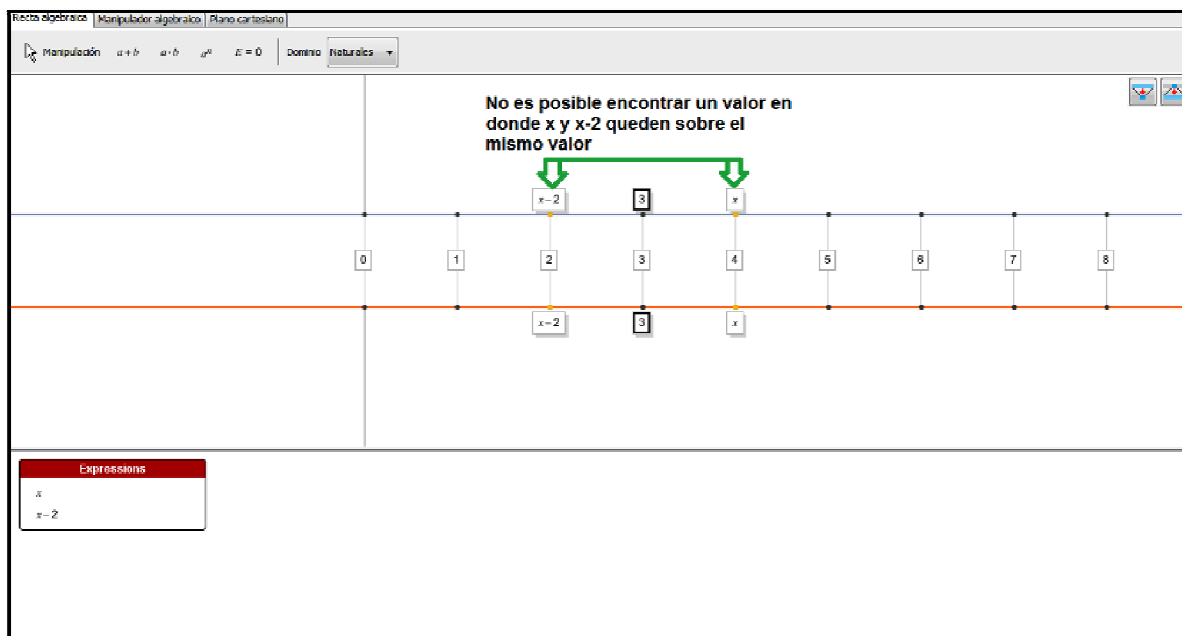 Recta algebraica Manipulador algebraico Plano cartesiano
Manipulación a+b a·b aⁿ E = 0 Dominio Naturales
No es posible encontrar un valor en
donde x y x-2 queden sobre el
mismo valor
x-2 3 x
0 1 2 3 4 5 6 7 8
x-2 3 x
Expressions
x
x-2